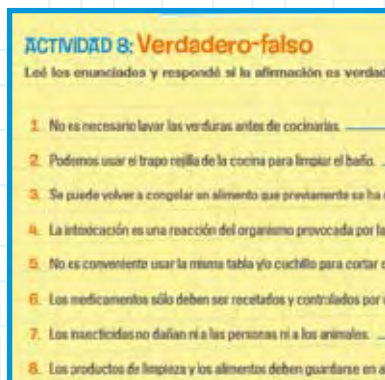 ACTIVIDAD 8: Verdadero-falso
Leé los enunciados y respondé si la afirmación es verdad
1. No es necesario lavar las verduras antes de cocinarlas.
2. Podemos usar el trapo rejilla de la cocina para limpiar el baño.
3. Se puede volver a congelar un alimento que previamente se ha
4. La intoxicación es una reacción del organismo provocada por la
5. No es conveniente usar la misma tabla y/o cuchillo para cortar
6. Los medicamentos sólo deben ser recetados y controlados por
7. Los insecticidas no dañan ni a las personas ni a los animales.
8. Los productos de limpieza y los alimentos deben guardarse en a